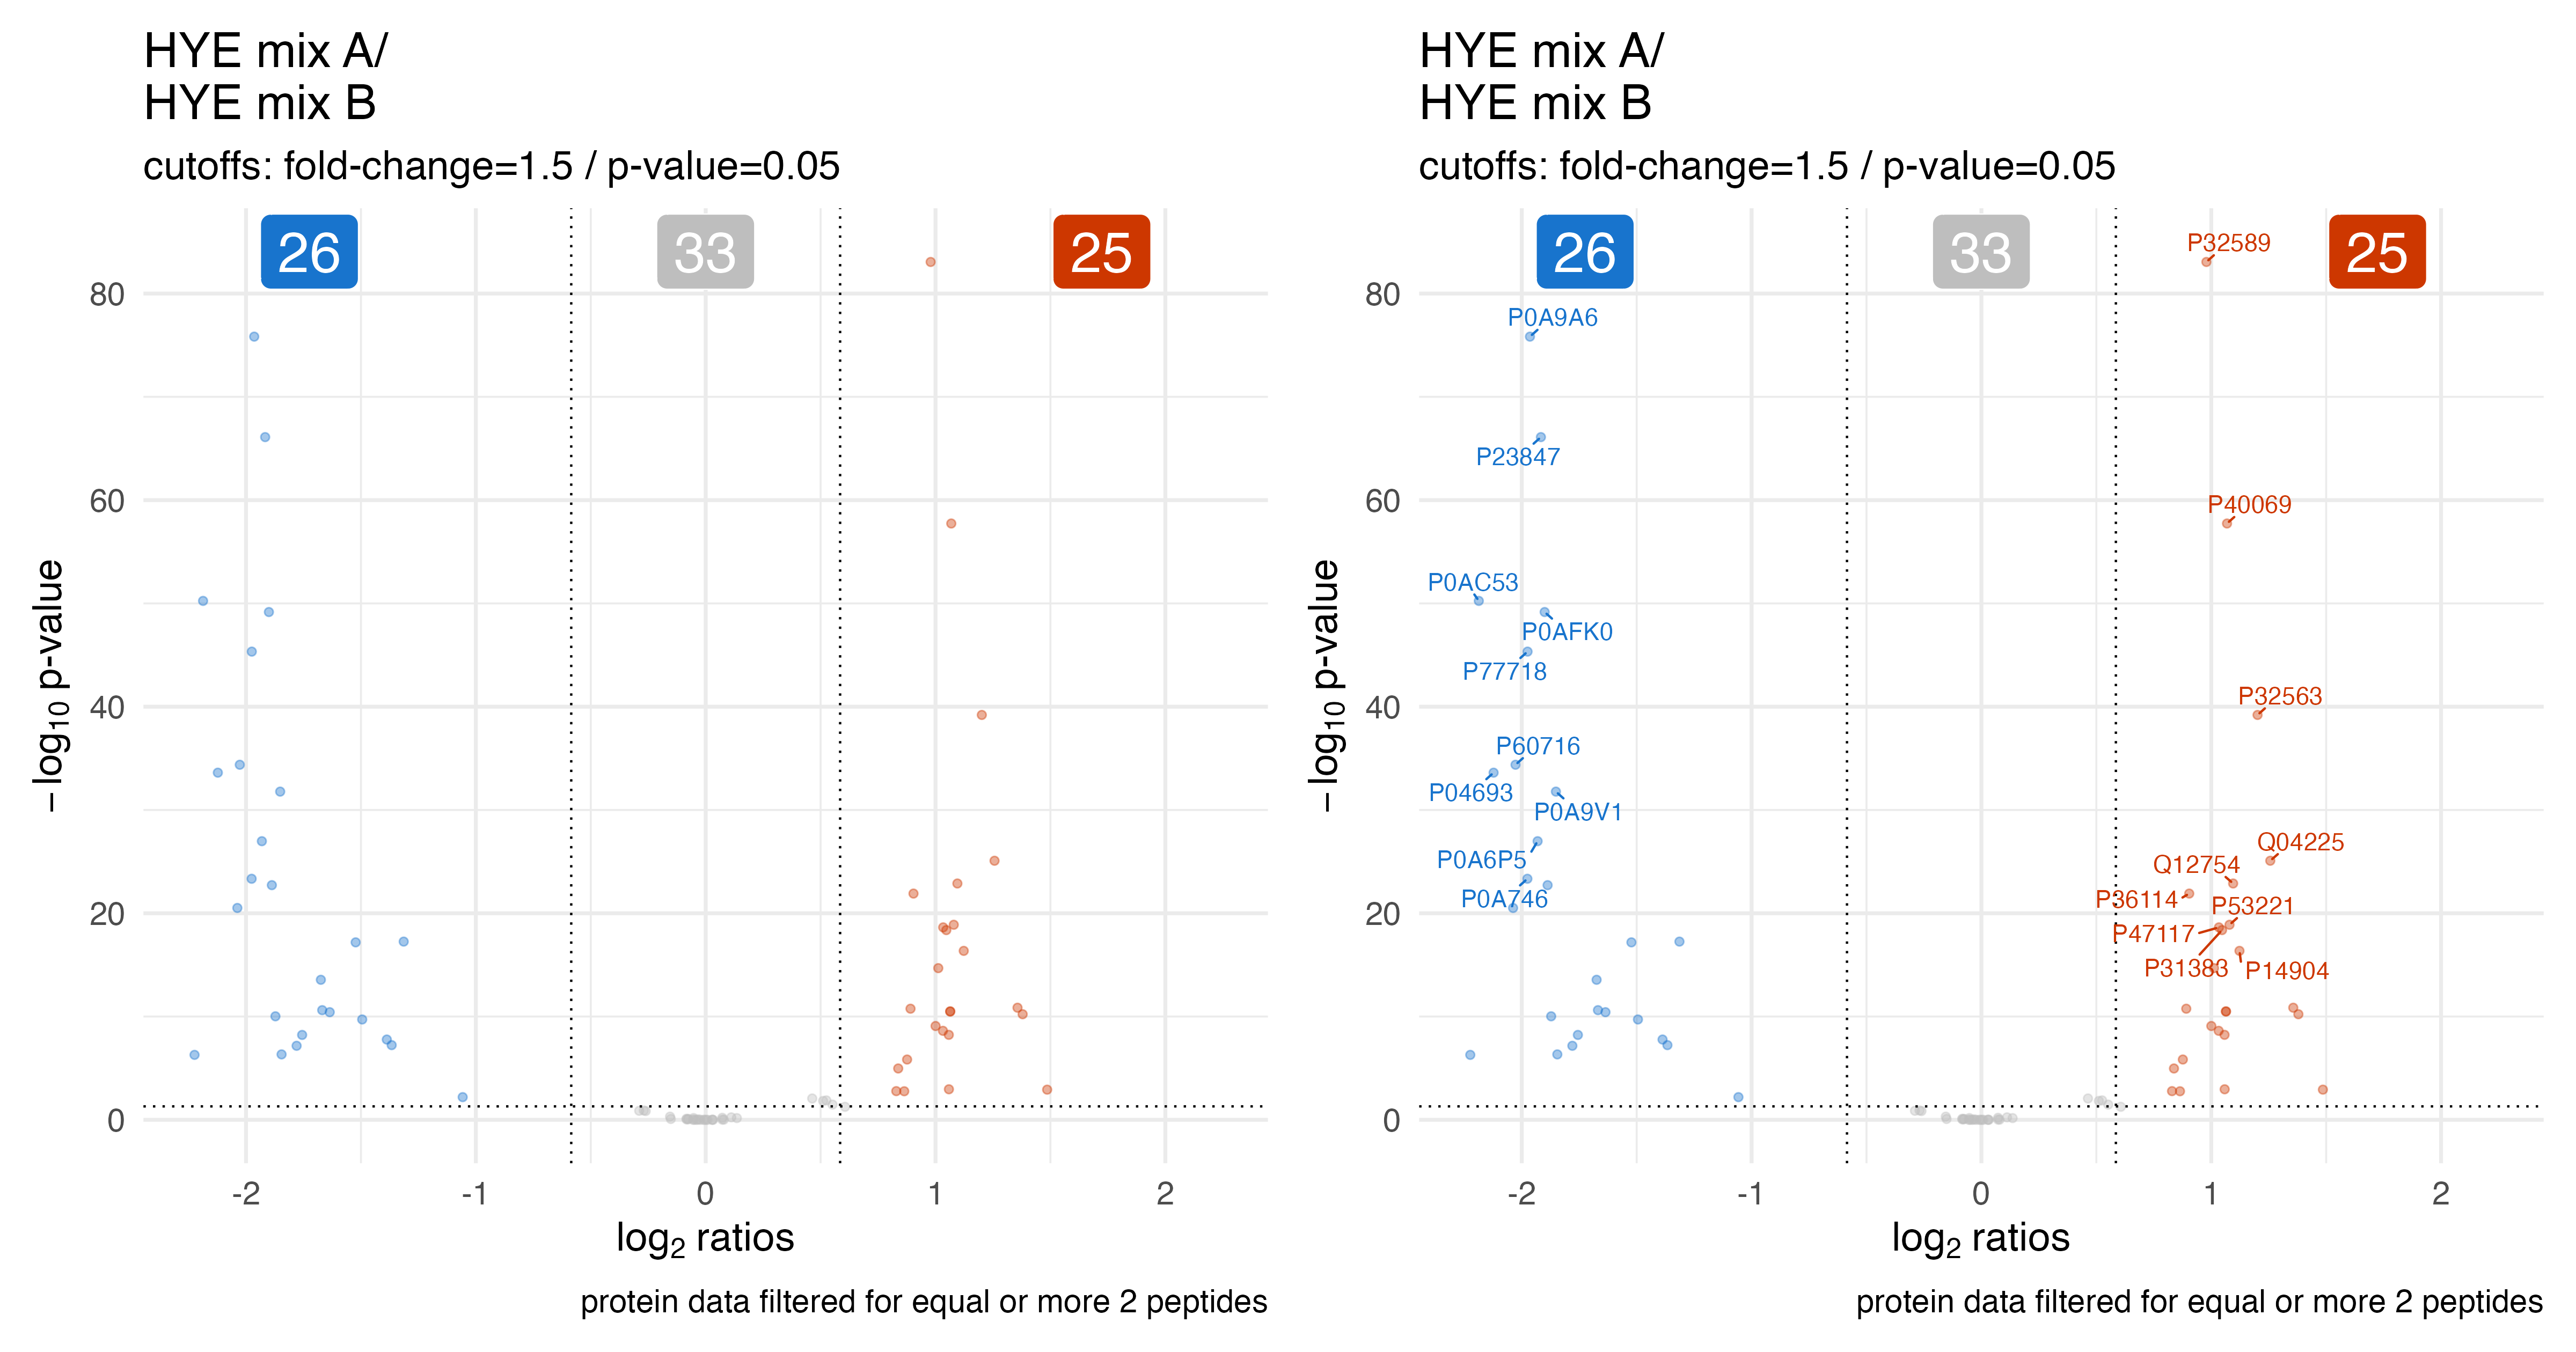 HYE mix A/
HYE mix B
cutoffs: fold-change=1.5 / p-value=0.05
26
33
25
80
60
40
20
0
-2
-1
0
1
2
−log10 p-value
log2 ratios
protein data filtered for equal or more 2 peptides
HYE mix A/
HYE mix B
cutoffs: fold-change=1.5 / p-value=0.05
26
33
25
P32589
P0A9A6
P23847
P40069
P0AC53
P0AFK0
P77718
P32563
P60716
P04693
P0A9V1
Q04225
P0A6P5
Q12754
P0A746
P36114
P53221
P47117
P31383
P14904
80
60
40
20
0
-2
-1
0
1
2
−log10 p-value
log2 ratios
protein data filtered for equal or more 2 peptides